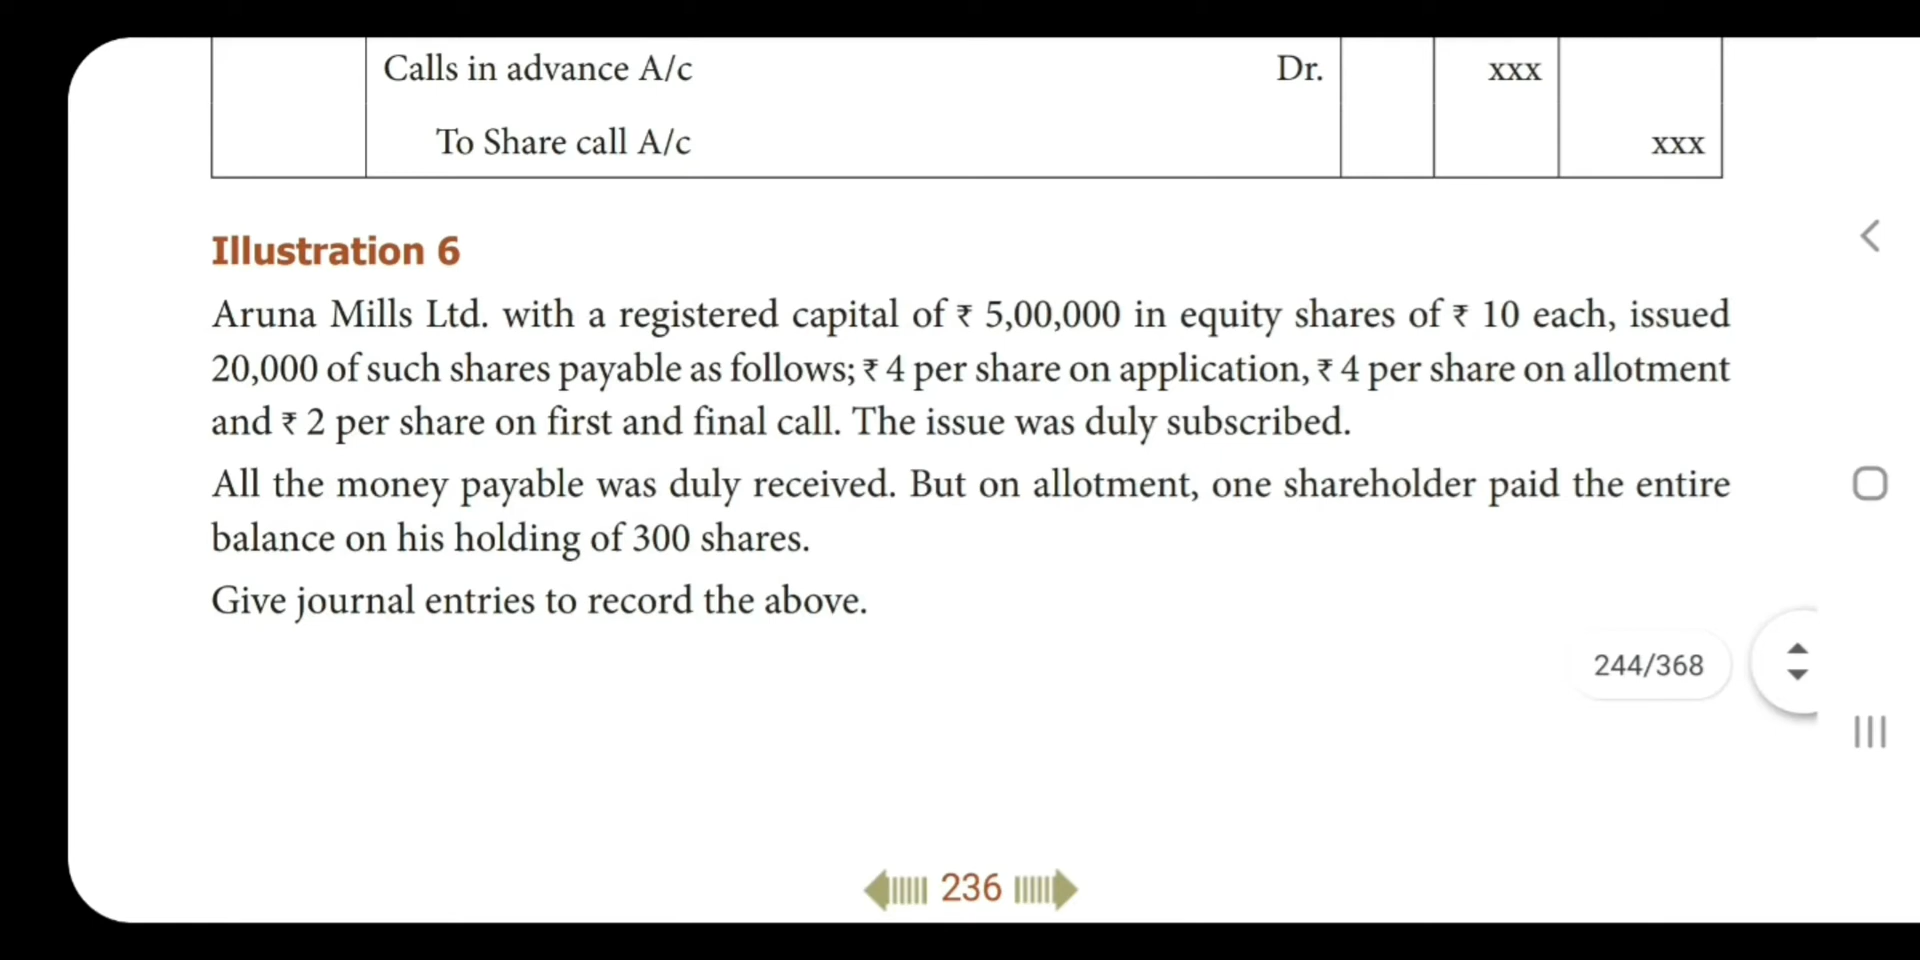 Calls in advance A/c Dr. xxx
To Share call A/c xxx
Illustration 6
Aruna Mills Ltd. with a registered capital of ₹ 5,00,000 in equity shares of ₹ 10 each, issued
20,000 of such shares payable as follows; ₹ 4 per share on application, ₹ 4 per share on allotment
and ₹ 2 per share on first and final call. The issue was duly subscribed.
All the money payable was duly received. But on allotment, one shareholder paid the entire
balance on his holding of 300 shares.
Give journal entries to record the above.
244/368
236